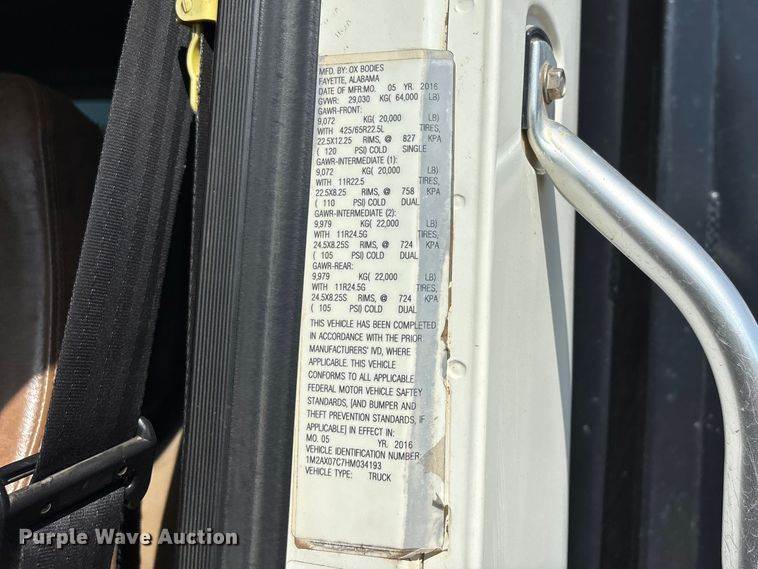 MFD. BY: OX BODIES
FAYETTE, ALABAMA
DATE OF MFR:MO. 05 YR. 2016
GVWR: 29,030 KG( 64,000 LB)
GAWR-FRONT:
9,072 KG( 20,000 LB)
WITH 425/65R22.5L TIRES,
22.5X12.25 RIMS, @ 827 KPA
( 120 PSI) COLD SINGLE
GAWR-INTERMEDIATE (1):
9,072 KG( 20,000 LB)
WITH 11R22.5 TIRES,
22.5X8.25 RIMS, @ 758 KPA
( 110 PSI) COLD DUAL
GAWR-INTERMEDIATE (2):
9,979 KG( 22,000 LB)
WITH 11R24.5G TIRES,
24.5X8.25S RIMS, @ 724 KPA
( 105 PSI) COLD DUAL
GAWR-REAR:
9,979 KG( 22,000 LB)
WITH 11R24.5G TIRES,
24.5X8.25S RIMS, @ 724 KPA
( 105 PSI) COLD DUAL
THIS VEHICLE HAS BEEN COMPLETED
IN ACCORDANCE WITH THE PRIOR
MANUFACTURERS' IVD, WHERE
APPLICABLE. THIS VEHICLE
CONFORMS TO ALL APPLICABLE
FEDERAL MOTOR VEHICLE SAFTEY
STANDARDS, [AND BUMPER AND
THEFT PREVENTION STANDARDS, IF
APPLICABLE] IN EFFECT IN:
MO. 05 YR. 2016
VEHICLE IDENTIFICATION NUMBER:
1M2AX07C7HM034193
VEHICLE TYPE: TRUCK
Purple Wave Auction